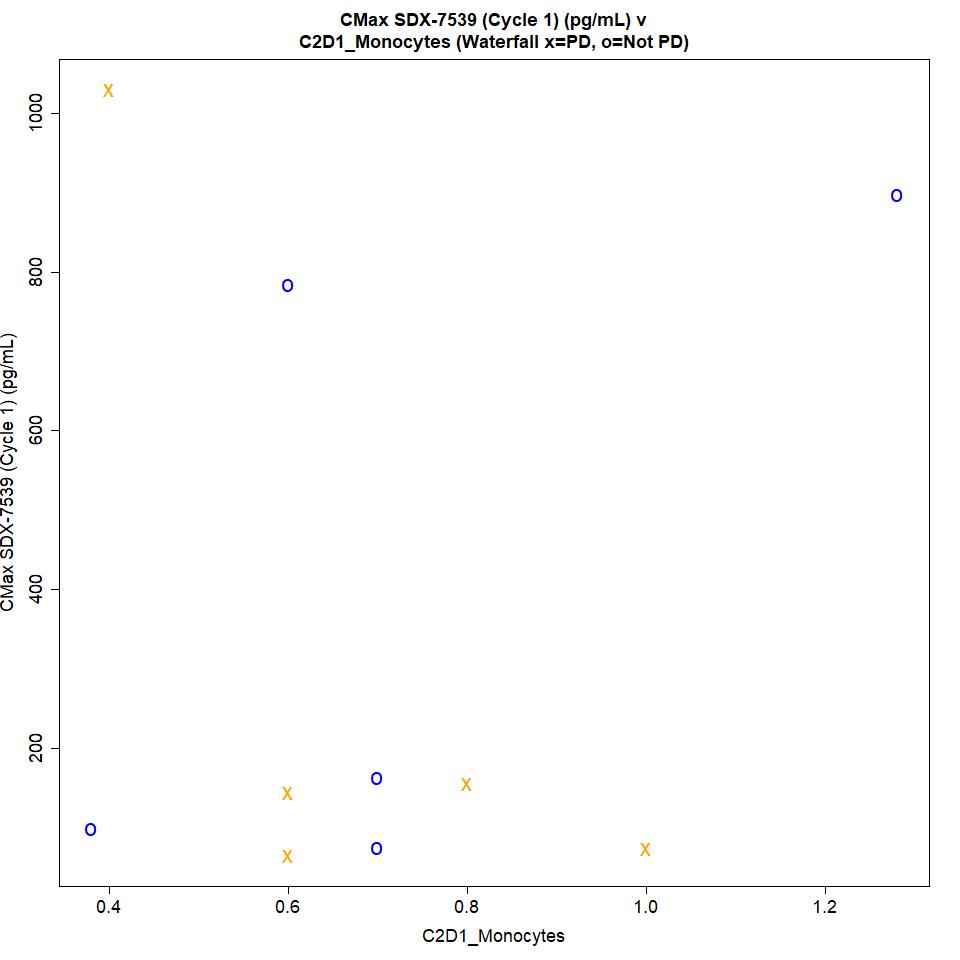 CMax SDX-7539 (Cycle 1) (pg/mL) v
C2D1_Monocytes (Waterfall x=PD, o=Not PD)
CMax SDX-7539 (Cycle 1) (pg/mL)
1000
800
600
400
200
X
O
O
O
X
X
O
O
X
X
0.4
0.6
0.8
1.0
1.2
C2D1_Monocytes